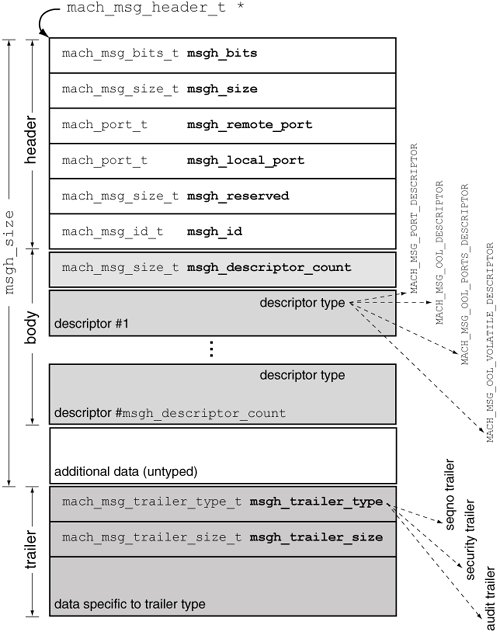 mach_msg_header_t *
mach_msg_bits_t msgh_bits
mach_msg_size_t msgh_size
mach_port_t msgh_remote_port
mach_port_t msgh_local_port
mach_msg_size_t msgh_reserved
mach_msg_id_t msgh_id
header
msgh_size
mach_msg_size_t msgh_descriptor_count
descriptor type
descriptor #1
body
⋮
descriptor type
descriptor #msgh_descriptor_count
MACH_MSG_PORT_DESCRIPTOR
MACH_MSG_OOL_DESCRIPTOR
MACH_MSG_OOL_PORTS_DESCRIPTOR
MACH_MSG_OOL_VOLATILE_DESCRIPTOR
additional data (untyped)
mach_msg_trailer_type_t msgh_trailer_type
mach_msg_trailer_size_t msgh_trailer_size
trailer
data specific to trailer type
seqno trailer
security trailer
audit trailer